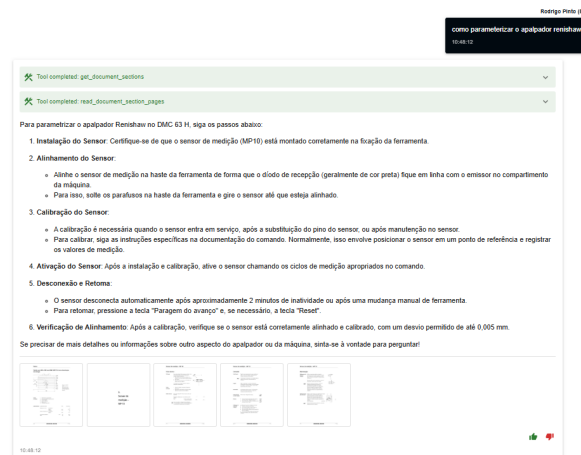 Rodrigo Pinto
como parameterizar o apalpador renishaw
10:48:12
Tool completed: get_document_sections
Tool completed: read_document_section_pages
Para parametrizar o apalpador Renishaw no DMC 63 H, siga os passos abaixo:
1. Instalação do Sensor: Certifique-se de que o sensor de medição (MP10) está montado corretamente na fixação da ferramenta.
2. Alinhamento do Sensor:
Alinhe o sensor de medição na haste da ferramenta de forma que o díodo de recepção (geralmente de cor preta) fique em linha com o emissor no compartimento
da máquina.
Para isso, solte os parafusos na haste da ferramenta e gire o sensor até que esteja alinhado.
3. Calibração do Sensor:
A calibração é necessária quando o sensor entra em serviço, após a substituição do pino do sensor, ou após manutenção no sensor.
Para calibrar, siga as instruções específicas na documentação do comando. Normalmente, isso envolve posicionar o sensor em um ponto de referência e registrar
os valores de medição.
4. Ativação do Sensor: Após a instalação e calibração, ative o sensor chamando os ciclos de medição apropriados no comando.
5. Desconexão e Retoma:
O sensor desconecta automaticamente após aproximadamente 2 minutos de inatividade ou após uma mudança manual de ferramenta.
Para retomar, pressione a tecla "Paragem do avanço" e, se necessário, a tecla "Reset".
6. Verificação de Alinhamento: Após a calibração, verifique se o sensor está corretamente alinhado e calibrado, com um desvio permitido de até 0,005 mm.
Se precisar de mais detalhes ou informações sobre outro aspecto do apalpador ou da máquina, sinta-se à vontade para perguntar!
10:48:12